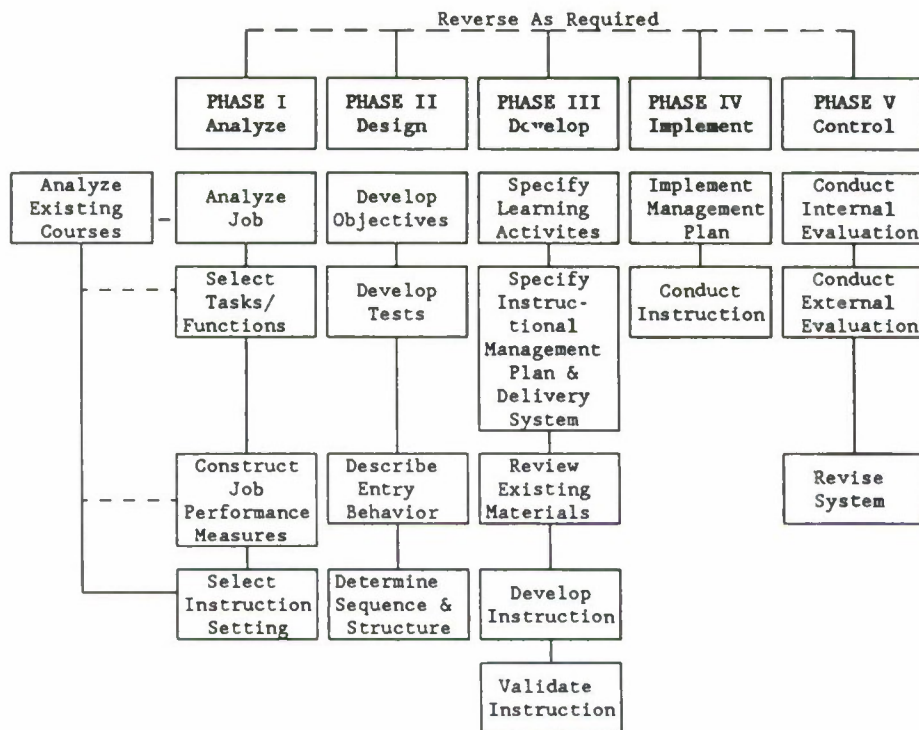 Reverse As Required
PHASE I
Analyze
PHASE II
Design
PHASE III
Develop
PHASE IV
Implement
PHASE V
Control
Analyze
Existing
Courses
Analyze
Job
Select
Tasks/
Functions
Construct
Job
Performance
Measures
Select
Instruction
Setting
Develop
Objectives
Develop
Tests
Describe
Entry
Behavior
Determine
Sequence &
Structure
Specify
Learning
Activites
Specify
Instruc-
tional
Management
Plan &
Delivery
System
Review
Existing
Materials
Develop
Instruction
Validate
Instruction
Implement
Management
Plan
Conduct
Instruction
Conduct
Internal
Evaluation
Conduct
External
Evaluation
Revise
System